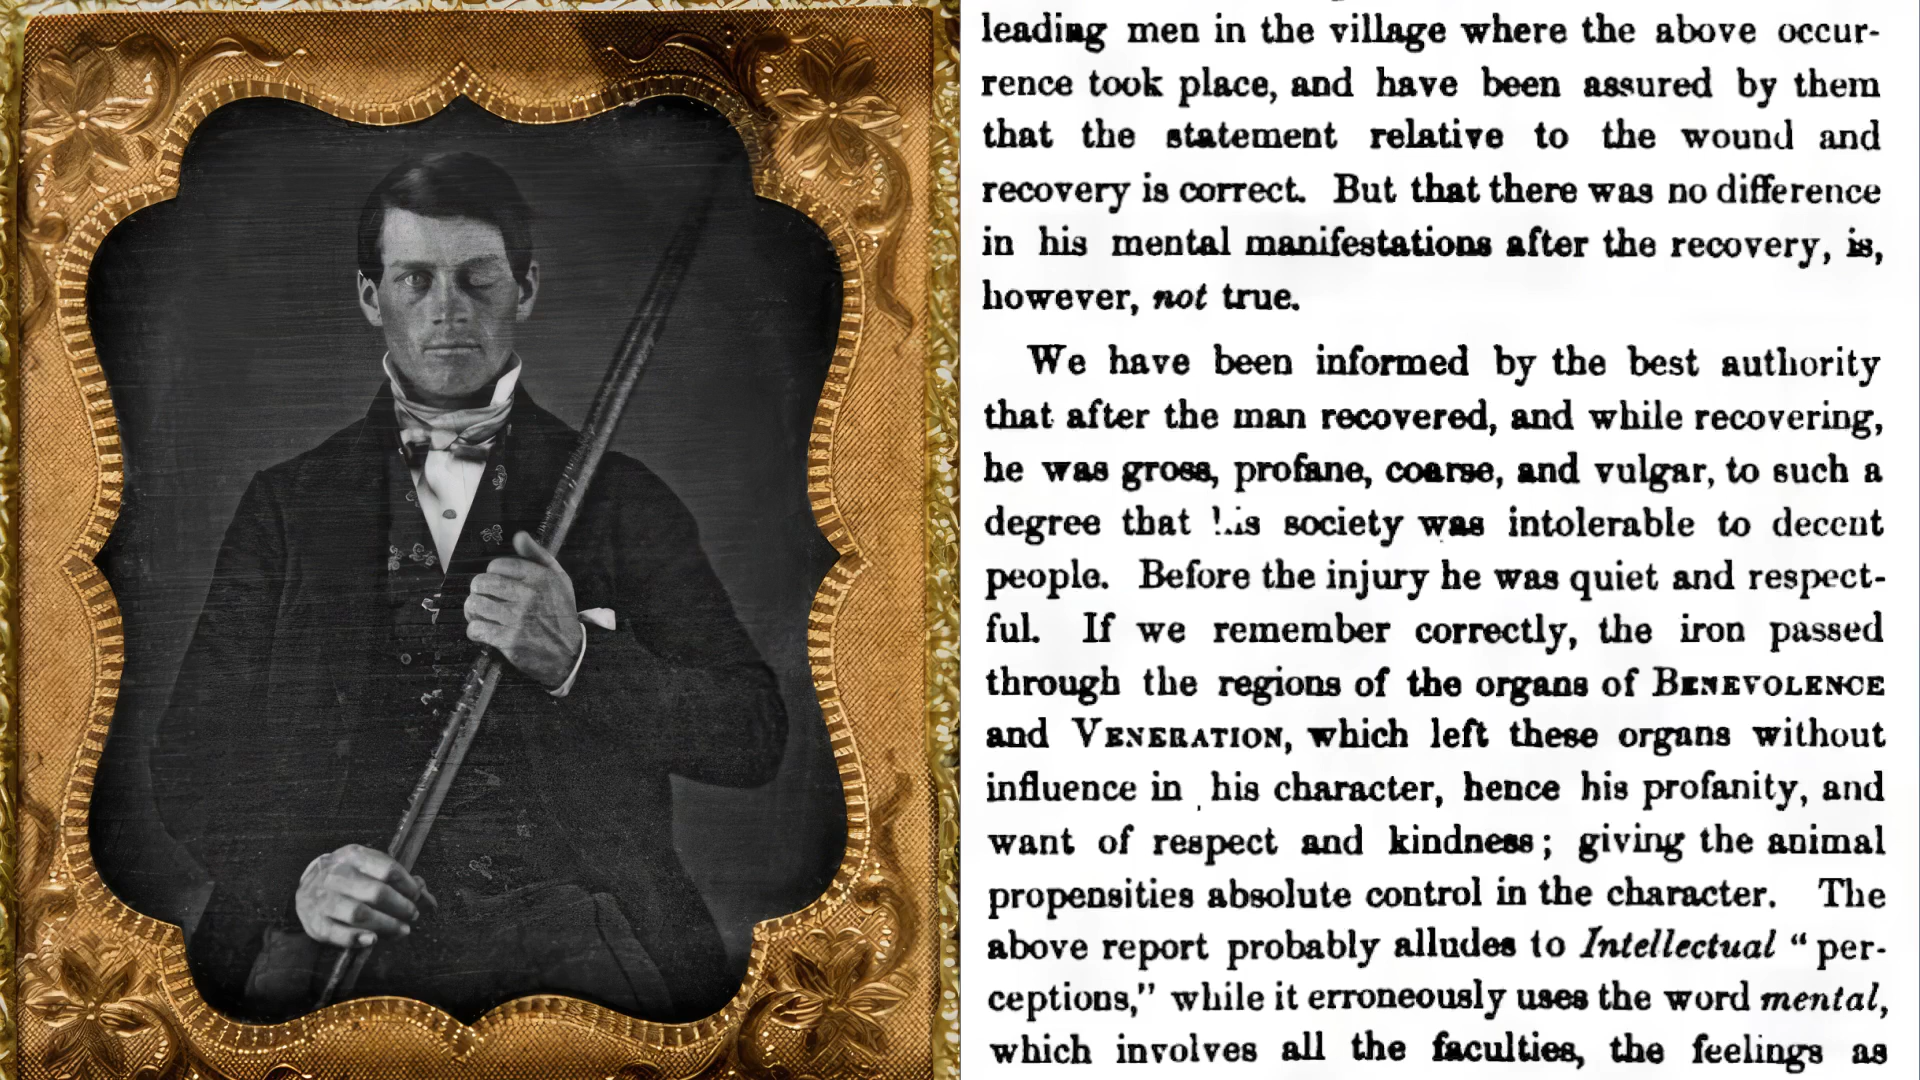 leading men in the village where the above occur-
rence took place, and have been assured by them
that the statement relative to the wound and
recovery is correct. But that there was no difference
in his mental manifestations after the recovery, is,
however, not true.
We have been informed by the best authority
that after the man recovered, and while recovering,
he was gross, profane, coarse, and vulgar, to such a
degree that his society was intolerable to decent
people. Before the injury he was quiet and respect-
ful. If we remember correctly, the iron passed
through the regions of the organs of BENEVOLENCE
and VENERATION, which left these organs without
influence in his character, hence his profanity, and
want of respect and kindness; giving the animal
propensities absolute control in the character. The
above report probably alludes to Intellectual "per-
ceptions," while it erroneously uses the word mental,
which involves all the faculties, the feelings as